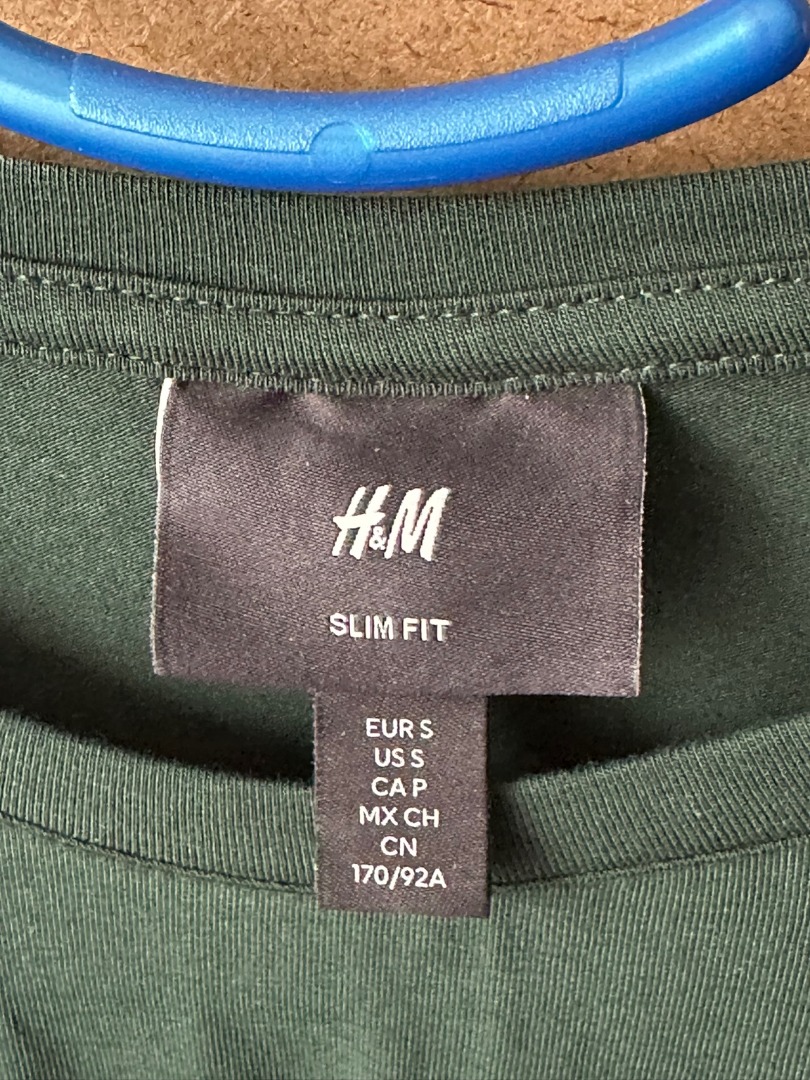 H&M
SLIM FIT
EUR S
US S
CA P
MX CH
CN
170/92A